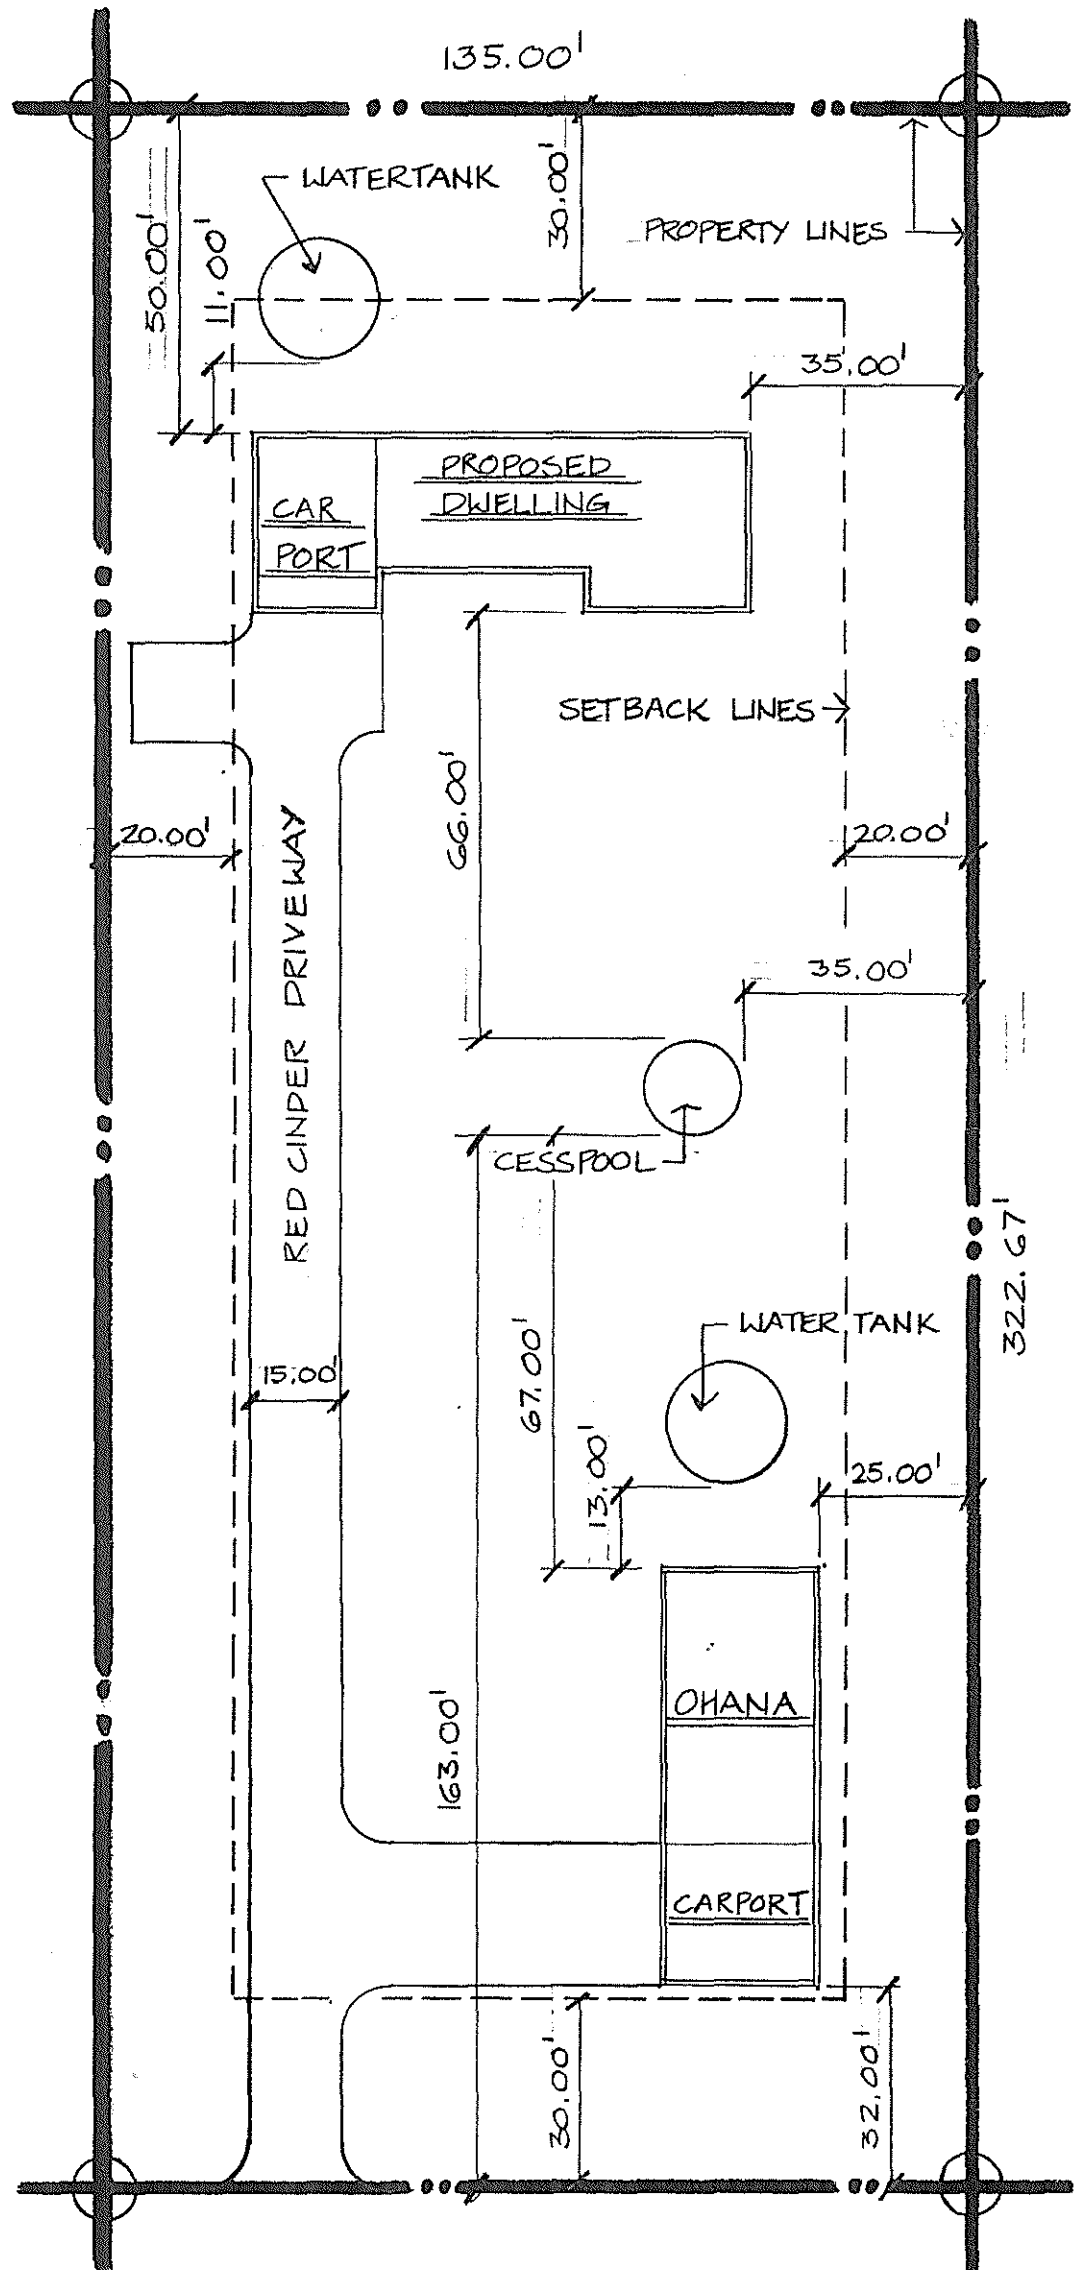 135.00'
WATERTANK
30.00'
50.00'
11.00'
PROPERTY LINES
35.00'
PROPOSED
DWELLING
CAR
PORT
SETBACK LINES
66.00'
20.00'
20.00'
RED CINDER DRIVEWAY
35.00'
CESSPOOL
322.67'
WATER TANK
67.00'
15.00'
13.00'
25.00'
OHANA
163.00'
CARPORT
30.00'
32.00'